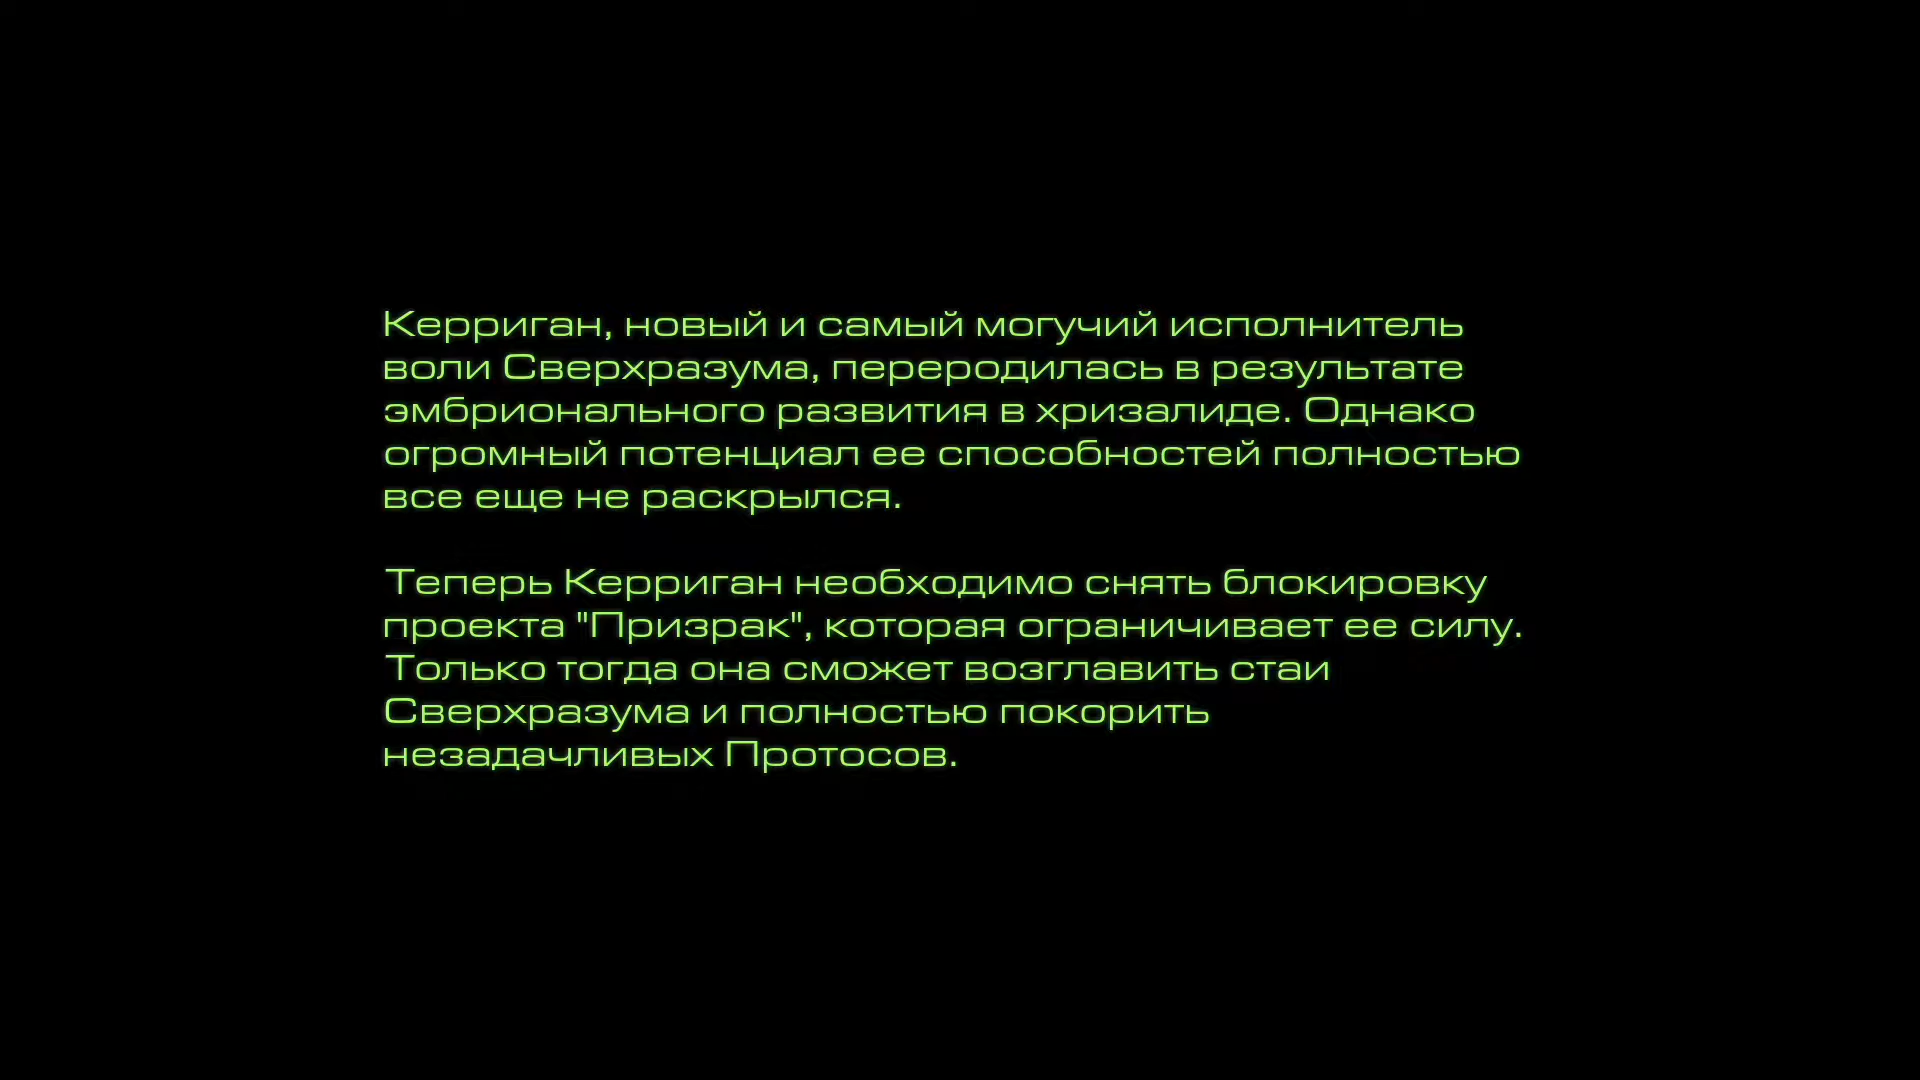 Керриган, новый и самый могучий исполнитель
воли Сверхразума, переродилась в результате
эмбрионального развития в хризалиде. Однако
огромный потенциал ее способностей полностью
все еще не раскрылся.
Теперь Керриган необходимо снять блокировку
проекта "Призрак", которая ограничивает ее силу.
Только тогда она сможет возглавить стаи
Сверхразума и полностью покорить
незадачливых Протосов.